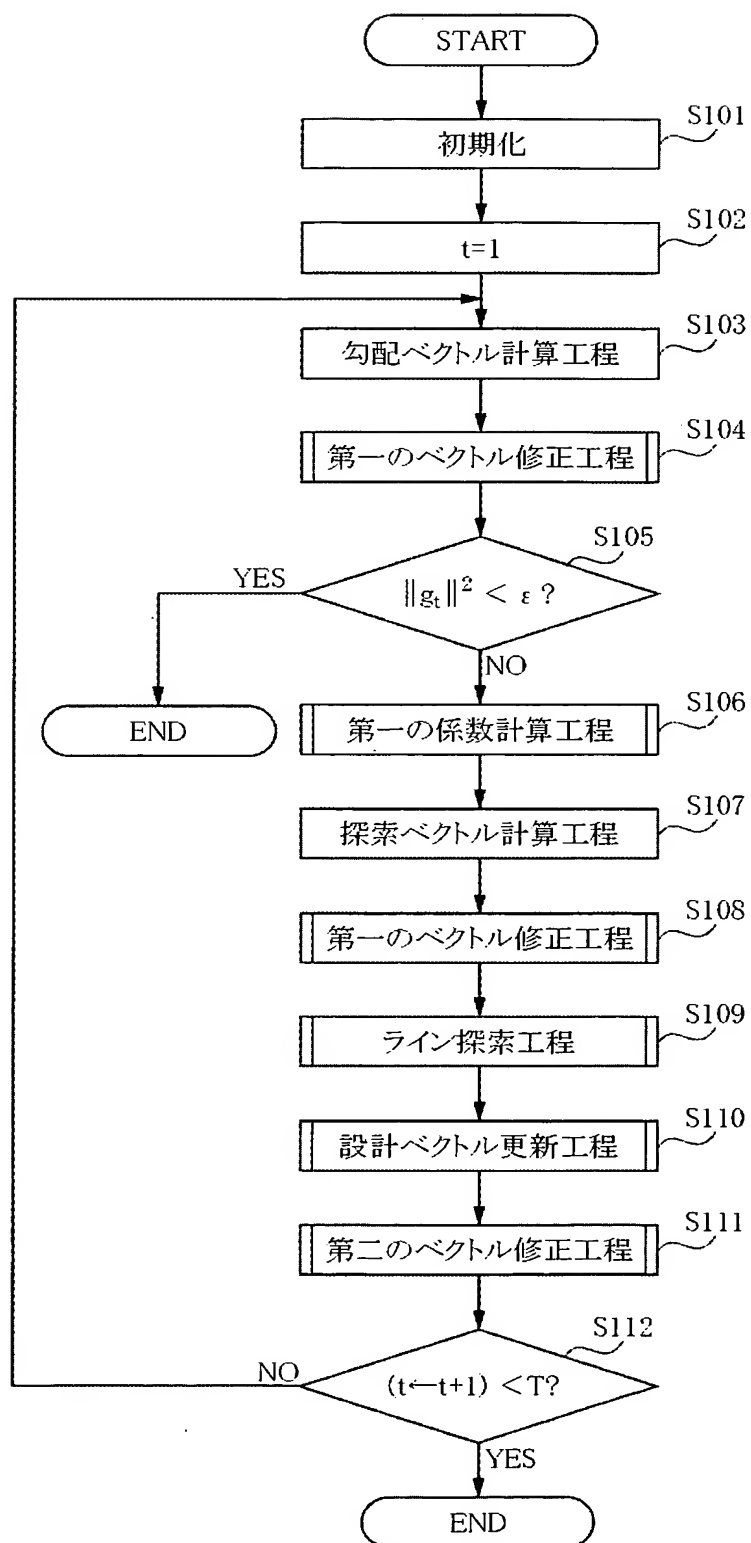 START
S101
初期化
S102
t=1
S103
勾配ベクトル計算工程
S104
第一のベクトル修正工程
S105
YES
||g_t||² < ε ?
NO
END
S106
第一の係数計算工程
S107
探索ベクトル計算工程
S108
第一のベクトル修正工程
S109
ライン探索工程
S110
設計ベクトル更新工程
S111
第二のベクトル修正工程
S112
NO
(t←t+1) <T?
YES
END